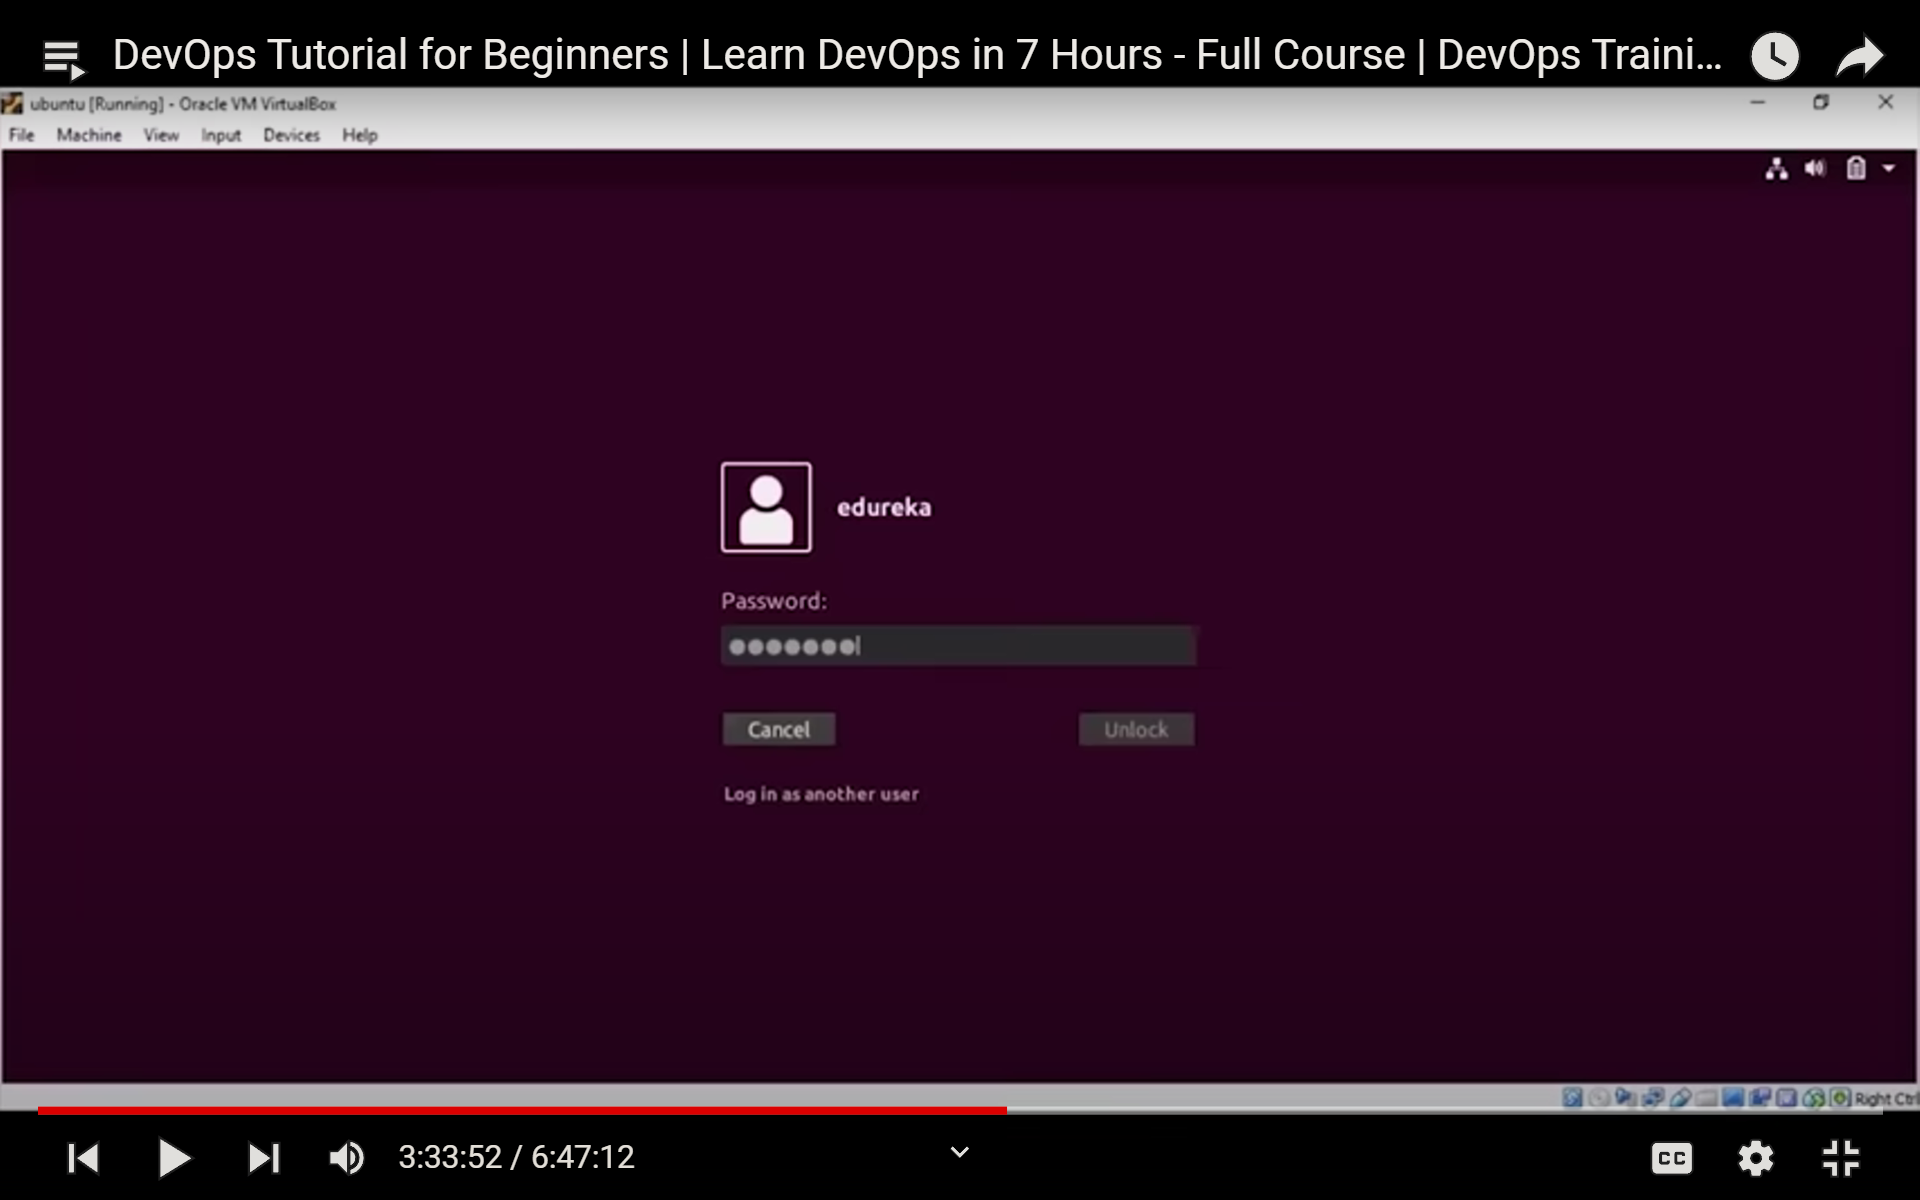 DevOps Tutorial for Beginners | Learn DevOps in 7 Hours - Full Course | DevOps Traini...
ubuntu [Running] - Oracle VM VirtualBox
File Machine View Input Devices Help
edureka
Password:
Cancel Unlock
Log in as another user
Right Ctrl
3:33:52 / 6:47:12
CC